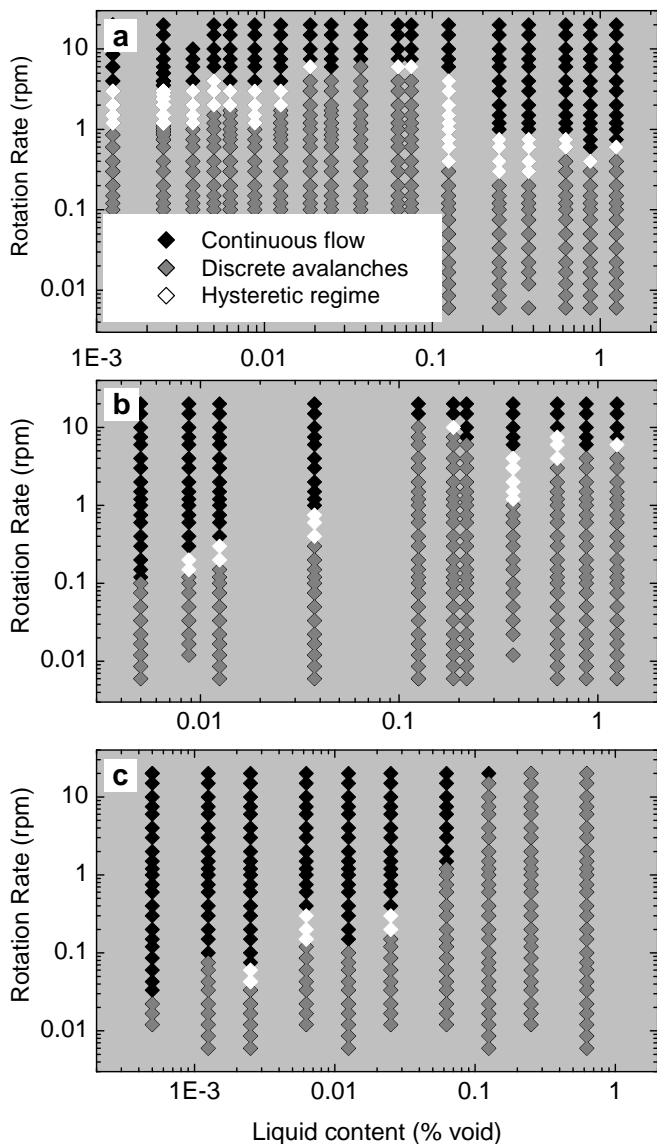 a
Rotation Rate (rpm)
10
1
0.1
0.01
Continuous flow
Discrete avalanches
Hysteretic regime
1E-3
0.01
0.1
1
b
Rotation Rate (rpm)
10
1
0.1
0.01
0.01
0.1
1
c
Rotation Rate (rpm)
10
1
0.1
0.01
1E-3
0.01
0.1
1
Liquid content (% void)